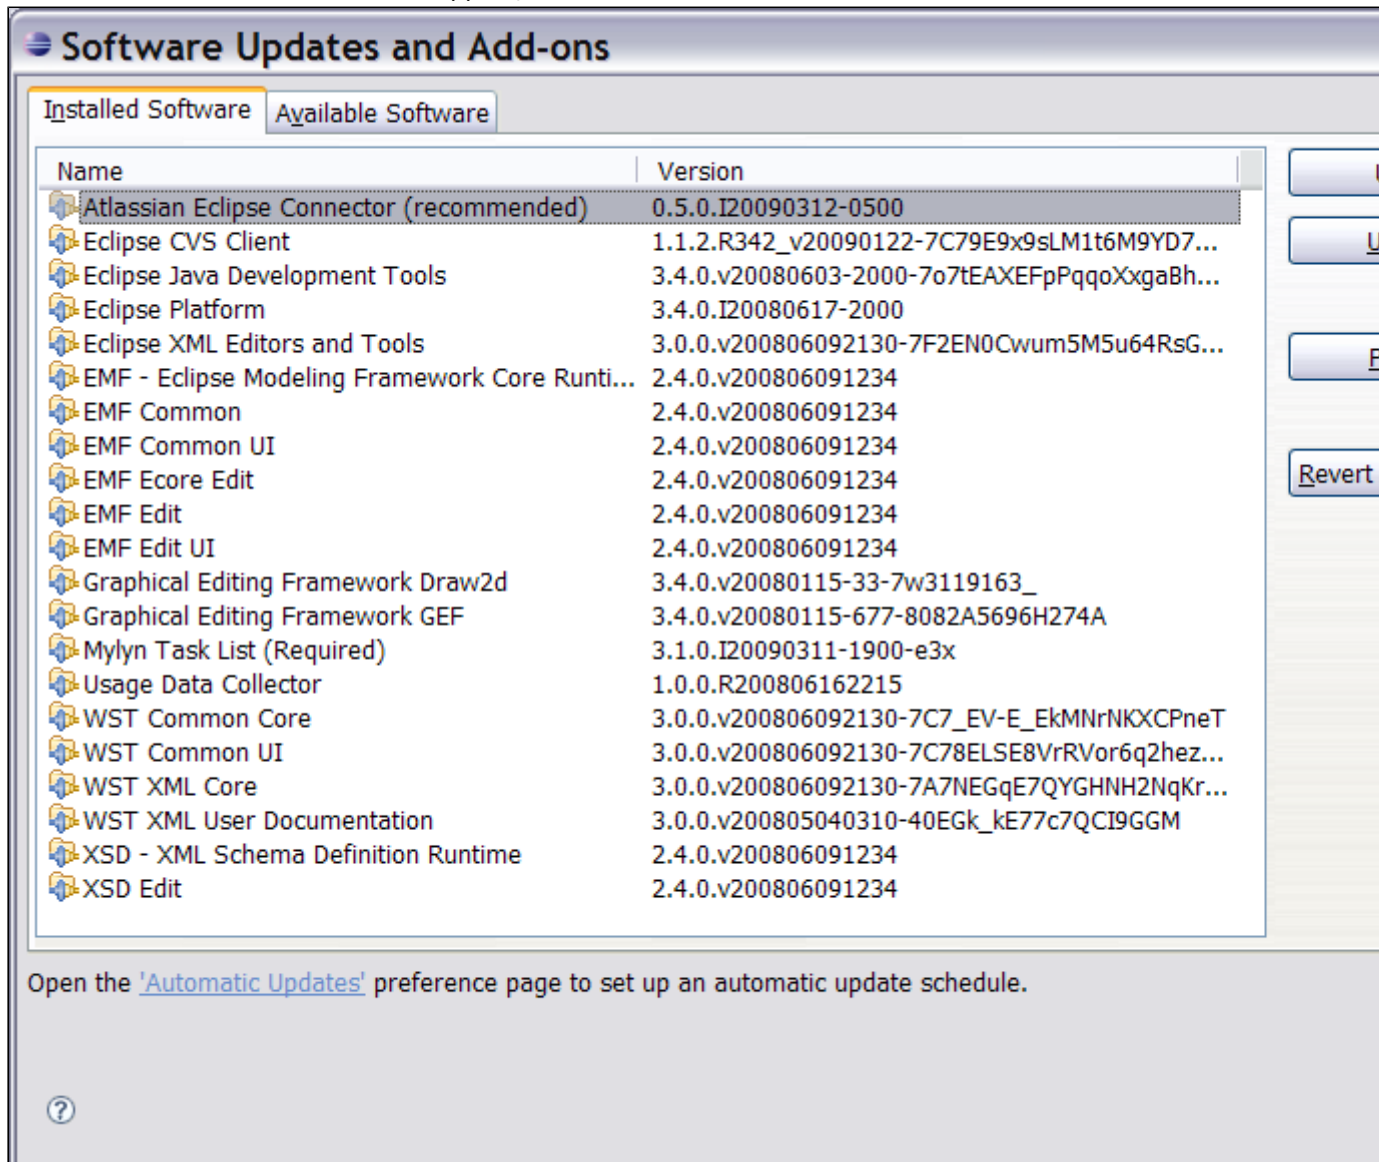 Software Updates and Add-ons
Installed Software Available Software
Name Version
Atlassian Eclipse Connector (recommended) 0.5.0.I20090312-0500
Eclipse CVS Client 1.1.2.R342_v20090122-7C79E9x9sLM1t6M9YD7...
Eclipse Java Development Tools 3.4.0.v20080603-2000-7o7tEAXEFpPqqoXxgaBh...
Eclipse Platform 3.4.0.I20080617-2000
Eclipse XML Editors and Tools 3.0.0.v200806092130-7F2EN0Cwum5M5u64RsG...
EMF - Eclipse Modeling Framework Core Runti... 2.4.0.v200806091234
EMF Common 2.4.0.v200806091234
EMF Common UI 2.4.0.v200806091234
EMF Ecore Edit 2.4.0.v200806091234
EMF Edit 2.4.0.v200806091234
EMF Edit UI 2.4.0.v200806091234
Graphical Editing Framework Draw2d 3.4.0.v20080115-33-7w3119163_
Graphical Editing Framework GEF 3.4.0.v20080115-677-8082A5696H274A
Mylyn Task List (Required) 3.1.0.I20090311-1900-e3x
Usage Data Collector 1.0.0.R200806162215
WST Common Core 3.0.0.v200806092130-7C7_EV-E_EkMNrNKXCPneT
WST Common UI 3.0.0.v200806092130-7C78ELSE8VrRVor6q2hez...
WST XML Core 3.0.0.v200806092130-7A7NEGqE7QYGHNH2NqKr...
WST XML User Documentation 3.0.0.v200805040310-40EGk_kE77c7QCI9GGM
XSD - XML Schema Definition Runtime 2.4.0.v200806091234
XSD Edit 2.4.0.v200806091234
Revert
Open the 'Automatic Updates' preference page to set up an automatic update schedule.